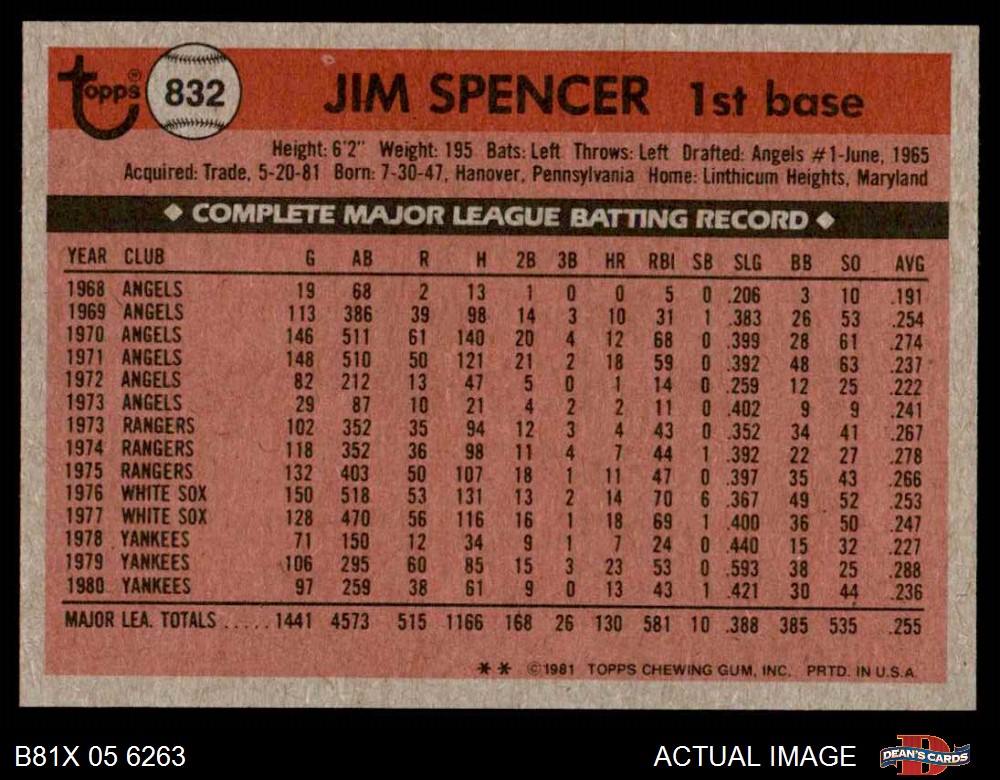 topps® 832 JIM SPENCER 1st base
Height: 6'2" Weight: 195 Bats: Left Throws: Left Drafted: Angels #1-June, 1965
Acquired: Trade, 5-20-81 Born: 7-30-47, Hanover, Pennsylvania Home: Linthicum Heights, Maryland
◆ COMPLETE MAJOR LEAGUE BATTING RECORD ◆
YEAR CLUB G AB R H 2B 3B HR RBI SB SLG BB SO AVG
1968 ANGELS 19 68 2 13 1 0 0 5 0 .206 3 10 .191
1969 ANGELS 113 386 39 98 14 3 10 31 1 .383 26 53 .254
1970 ANGELS 146 511 61 140 20 4 12 68 0 .399 28 61 .274
1971 ANGELS 148 510 50 121 21 2 18 59 0 .392 48 63 .237
1972 ANGELS 82 212 13 47 5 0 1 14 0 .259 12 25 .222
1973 ANGELS 29 87 10 21 4 2 2 11 0 .402 9 9 .241
1973 RANGERS 102 352 35 94 12 3 4 43 0 .352 34 41 .267
1974 RANGERS 118 352 36 98 11 4 7 44 1 .392 22 27 .278
1975 RANGERS 132 403 50 107 18 1 11 47 0 .397 35 43 .266
1976 WHITE SOX 150 518 53 131 13 2 14 70 6 .367 49 52 .253
1977 WHITE SOX 128 470 56 116 16 1 18 69 1 .400 36 50 .247
1978 YANKEES 71 150 12 34 9 1 7 24 0 .440 15 32 .227
1979 YANKEES 106 295 60 85 15 3 23 53 0 .593 38 25 .288
1980 YANKEES 97 259 38 61 9 0 13 43 1 .421 30 44 .236
MAJOR LEA. TOTALS ..... 1441 4573 515 1166 168 26 130 581 10 .388 385 535 .255
** ©1981 TOPPS CHEWING GUM, INC. PRTD. IN U.S.A.
B81X 05 6263 ACTUAL IMAGE DEAN'S CARDS